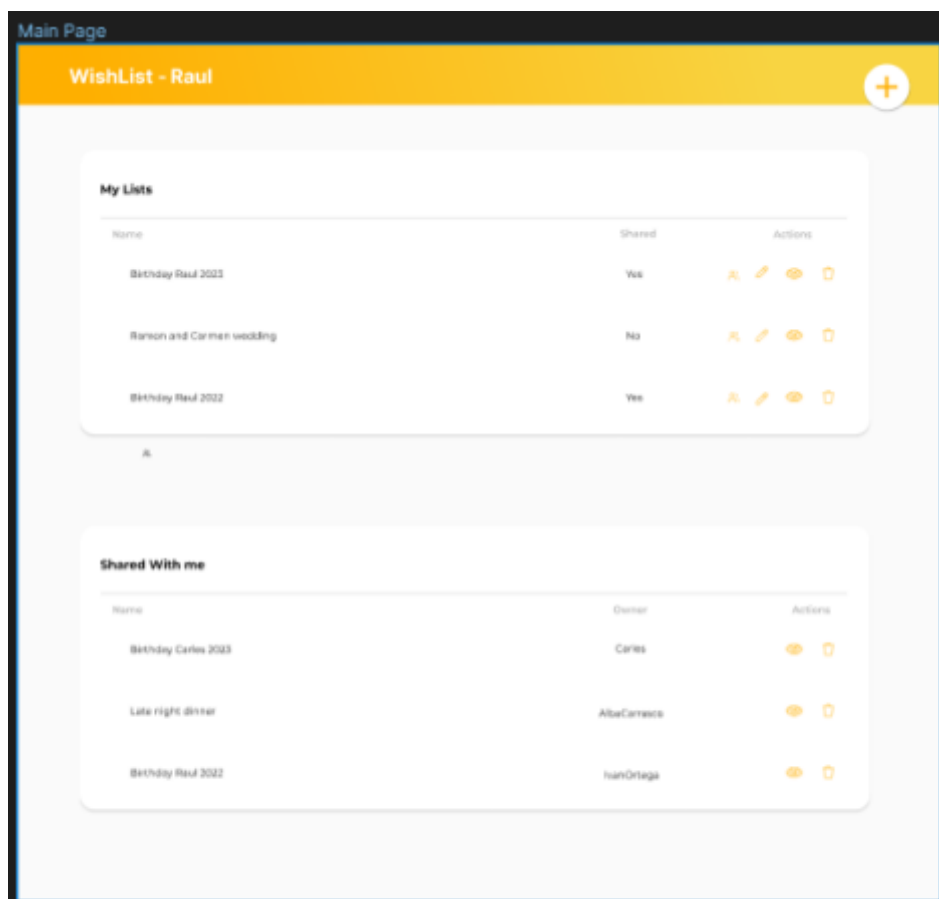 Main Page
WishList - Raul
My Lists
Name Shared Actions
Birthday Raul 2023 Yes
Ramon and Carmen wedding No
Birthday Raul 2022 Yes
Shared With me
Name Owner Actions
Birthday Carles 2023 Carles
Late night dinner AlbaCarrasco
Birthday Raul 2022 IvanOrtega